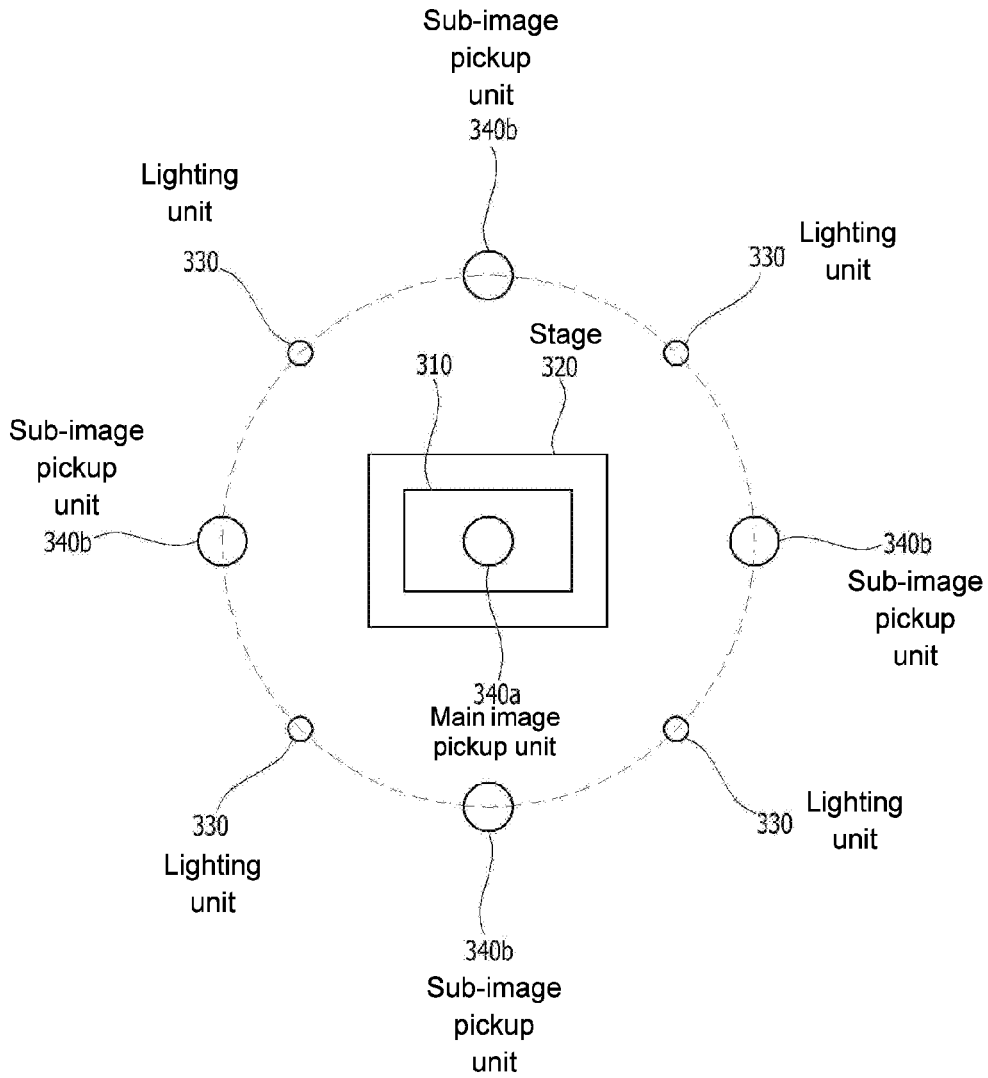 Sub-image
pickup
unit
340b
Lighting
unit
330
Lighting
unit
330
Stage
320
310
Sub-image
pickup
unit
340b
340b
Sub-image
pickup
unit
340a
Main image
pickup unit
330
Lighting
unit
330
Lighting
unit
340b
Sub-image
pickup
unit